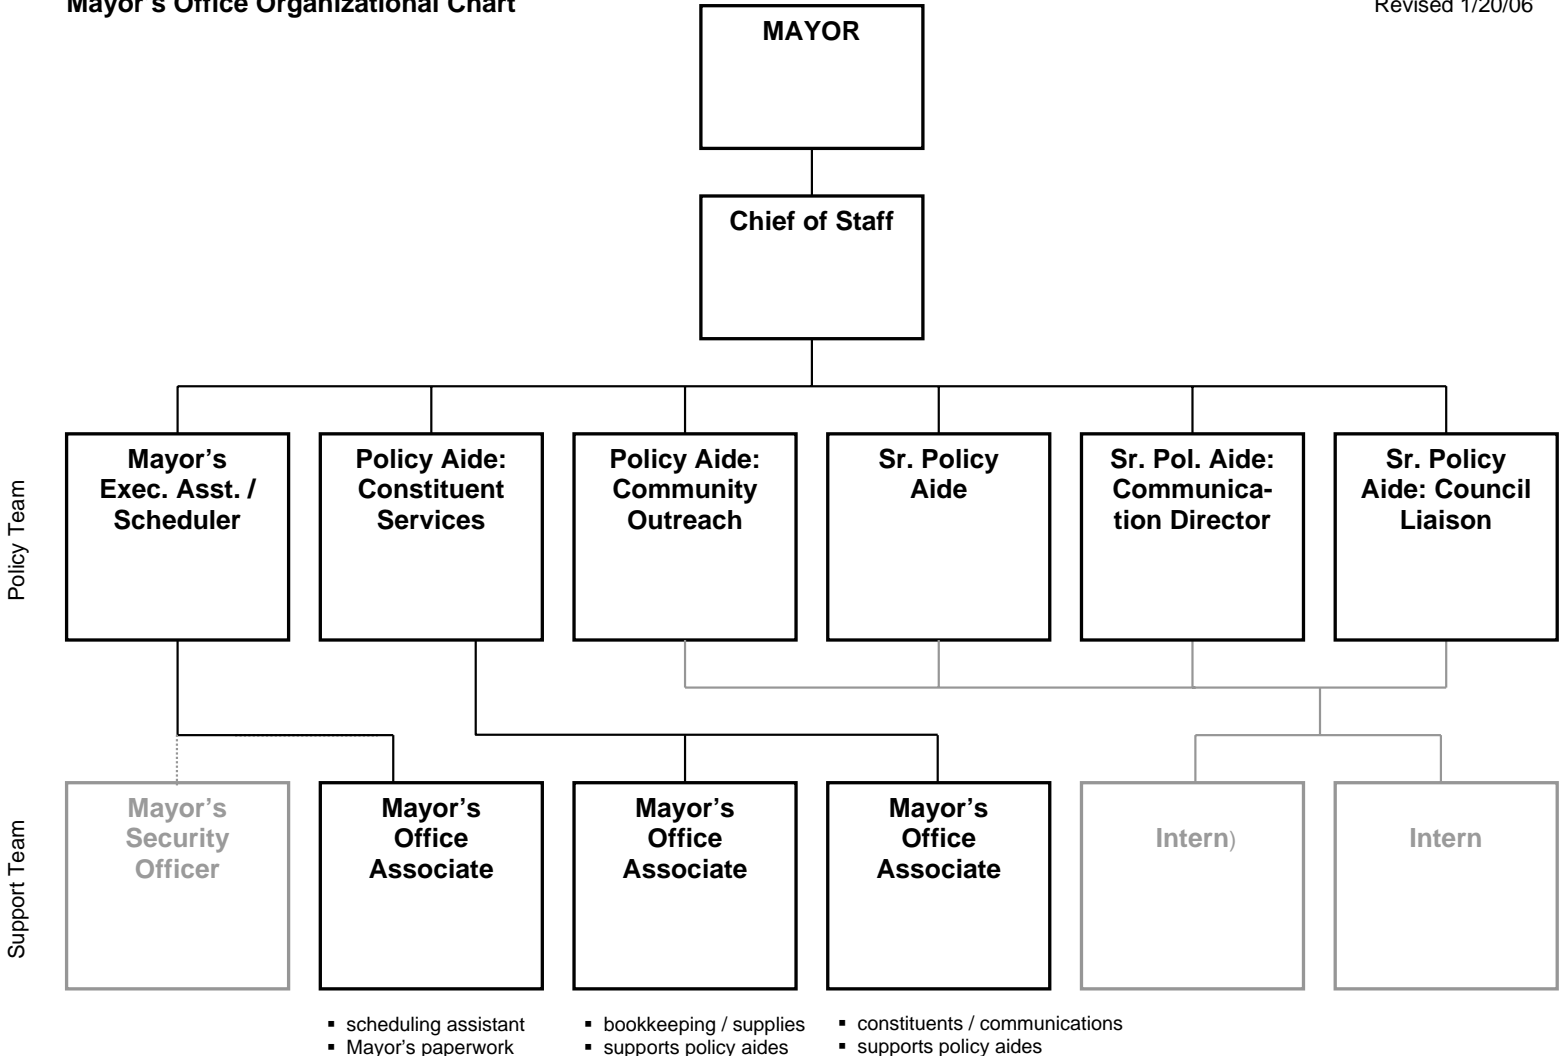 Mayor's Office Organizational Chart
Revised 1/20/06
MAYOR
Chief of Staff
Policy Team
Mayor’s
Exec. Asst. /
Scheduler
Policy Aide:
Constituent
Services
Policy Aide:
Community
Outreach
Sr. Policy
Aide
Sr. Pol. Aide:
Communica-
tion Director
Sr. Policy
Aide: Council
Liaison
Support Team
Mayor’s
Security
Officer
Mayor’s
Office
Associate
Mayor’s
Office
Associate
Mayor’s
Office
Associate
Intern)
Intern
▪ scheduling assistant
▪ Mayor’s paperwork
▪ bookkeeping / supplies
▪ supports policy aides
▪ constituents / communications
▪ supports policy aides